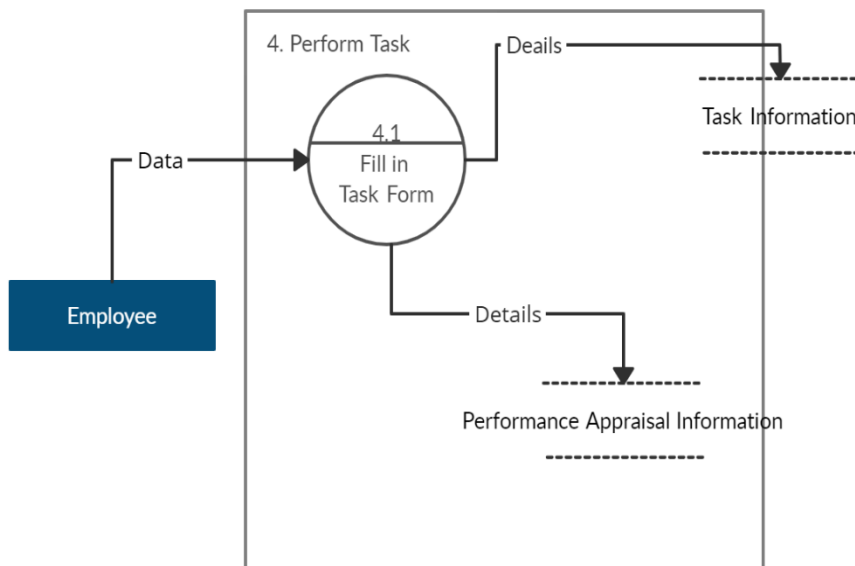 4. Perform Task
Deails
Task Information
4.1
Fill in
Task Form
Data
Employee
Details
Performance Appraisal Information